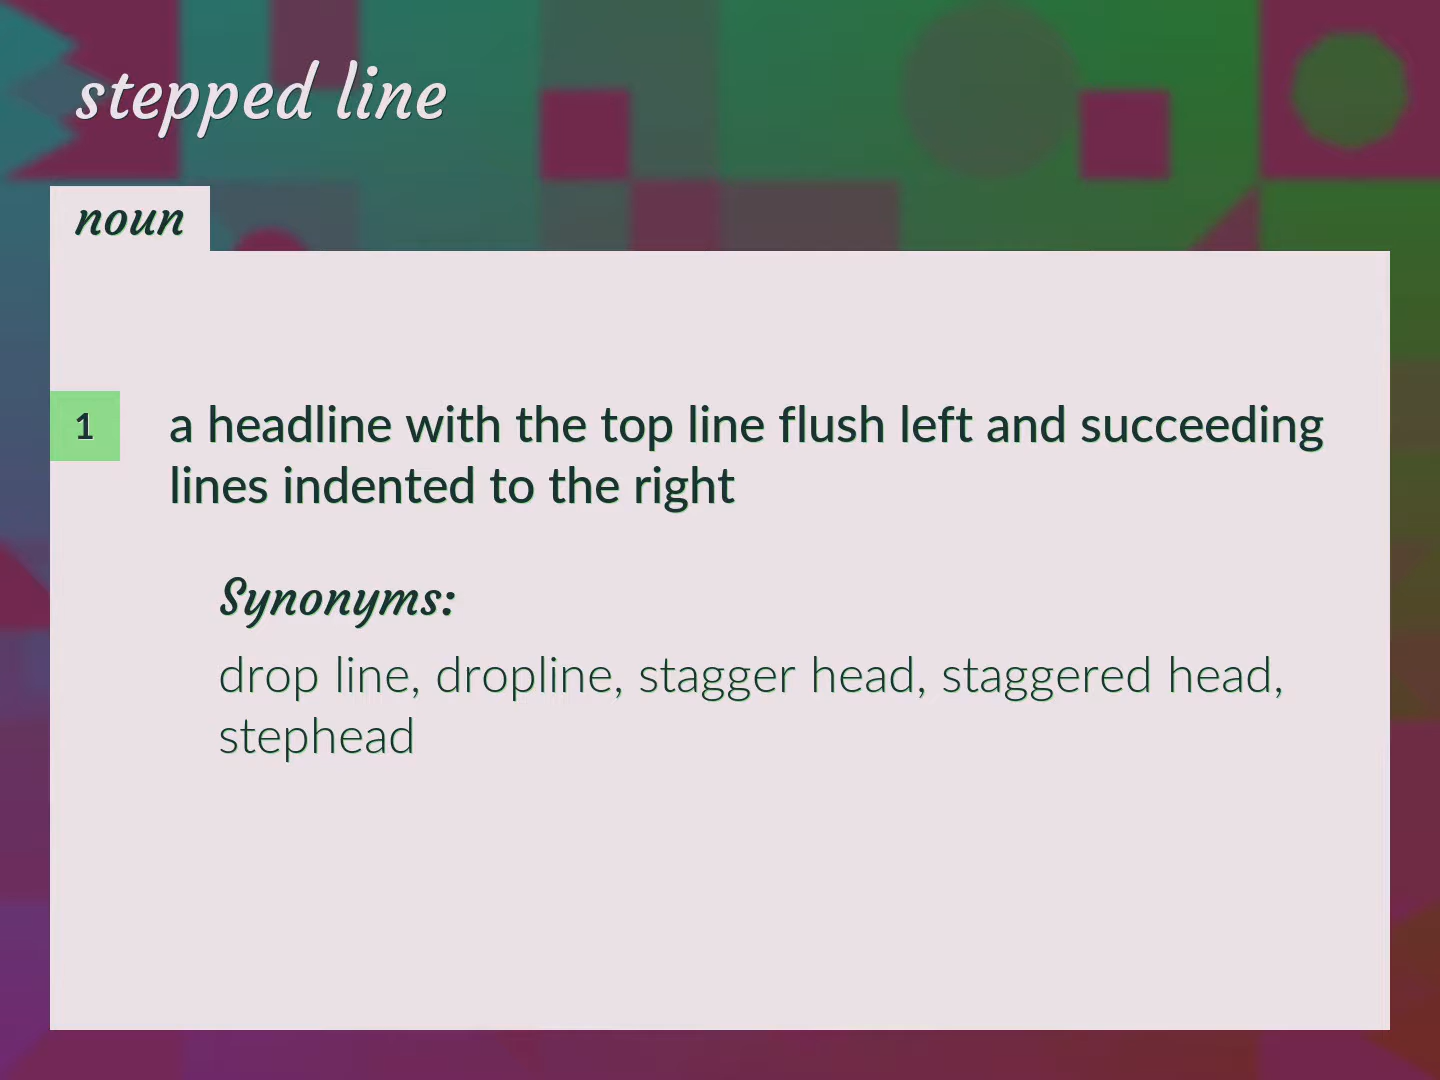 stepped line
noun
1
a headline with the top line flush left and succeeding
lines indented to the right
Synonyms:
drop line, dropline, stagger head, staggered head,
stephead